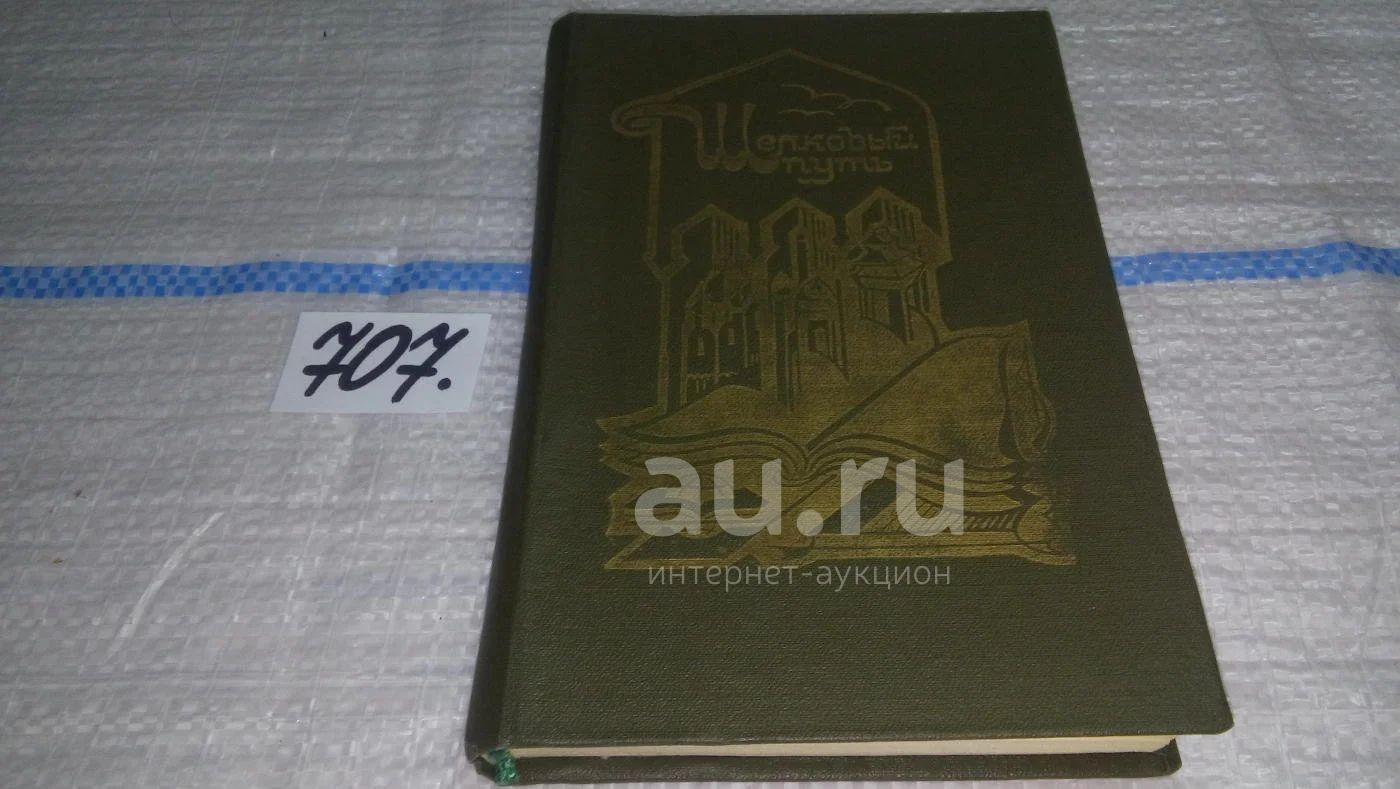 Шелковый
путь
707.
au.ru
интернет-аукцион